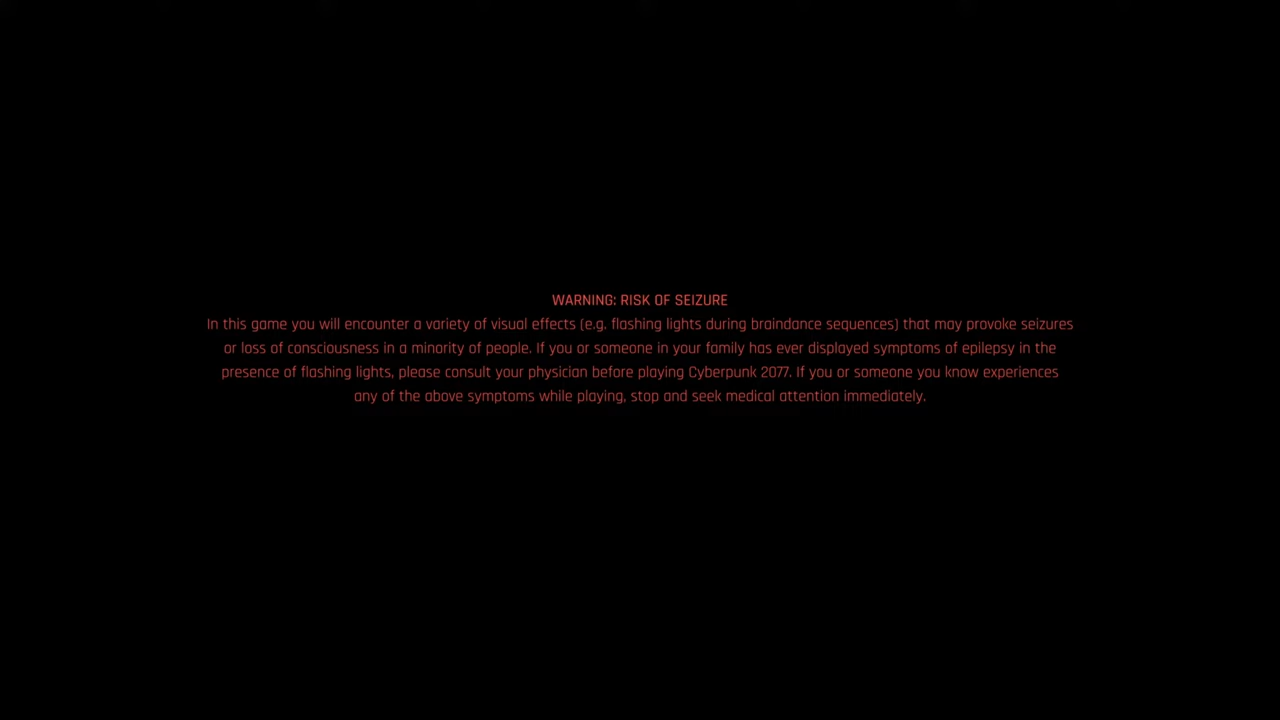 WARNING: RISK OF SEIZURE
In this game you will encounter a variety of visual effects (e.g. flashing lights during braindance sequences) that may provoke seizures
or loss of consciousness in a minority of people. If you or someone in your family has ever displayed symptoms of epilepsy in the
presence of flashing lights, please consult your physician before playing Cyberpunk 2077. If you or someone you know experiences
any of the above symptoms while playing, stop and seek medical attention immediately.